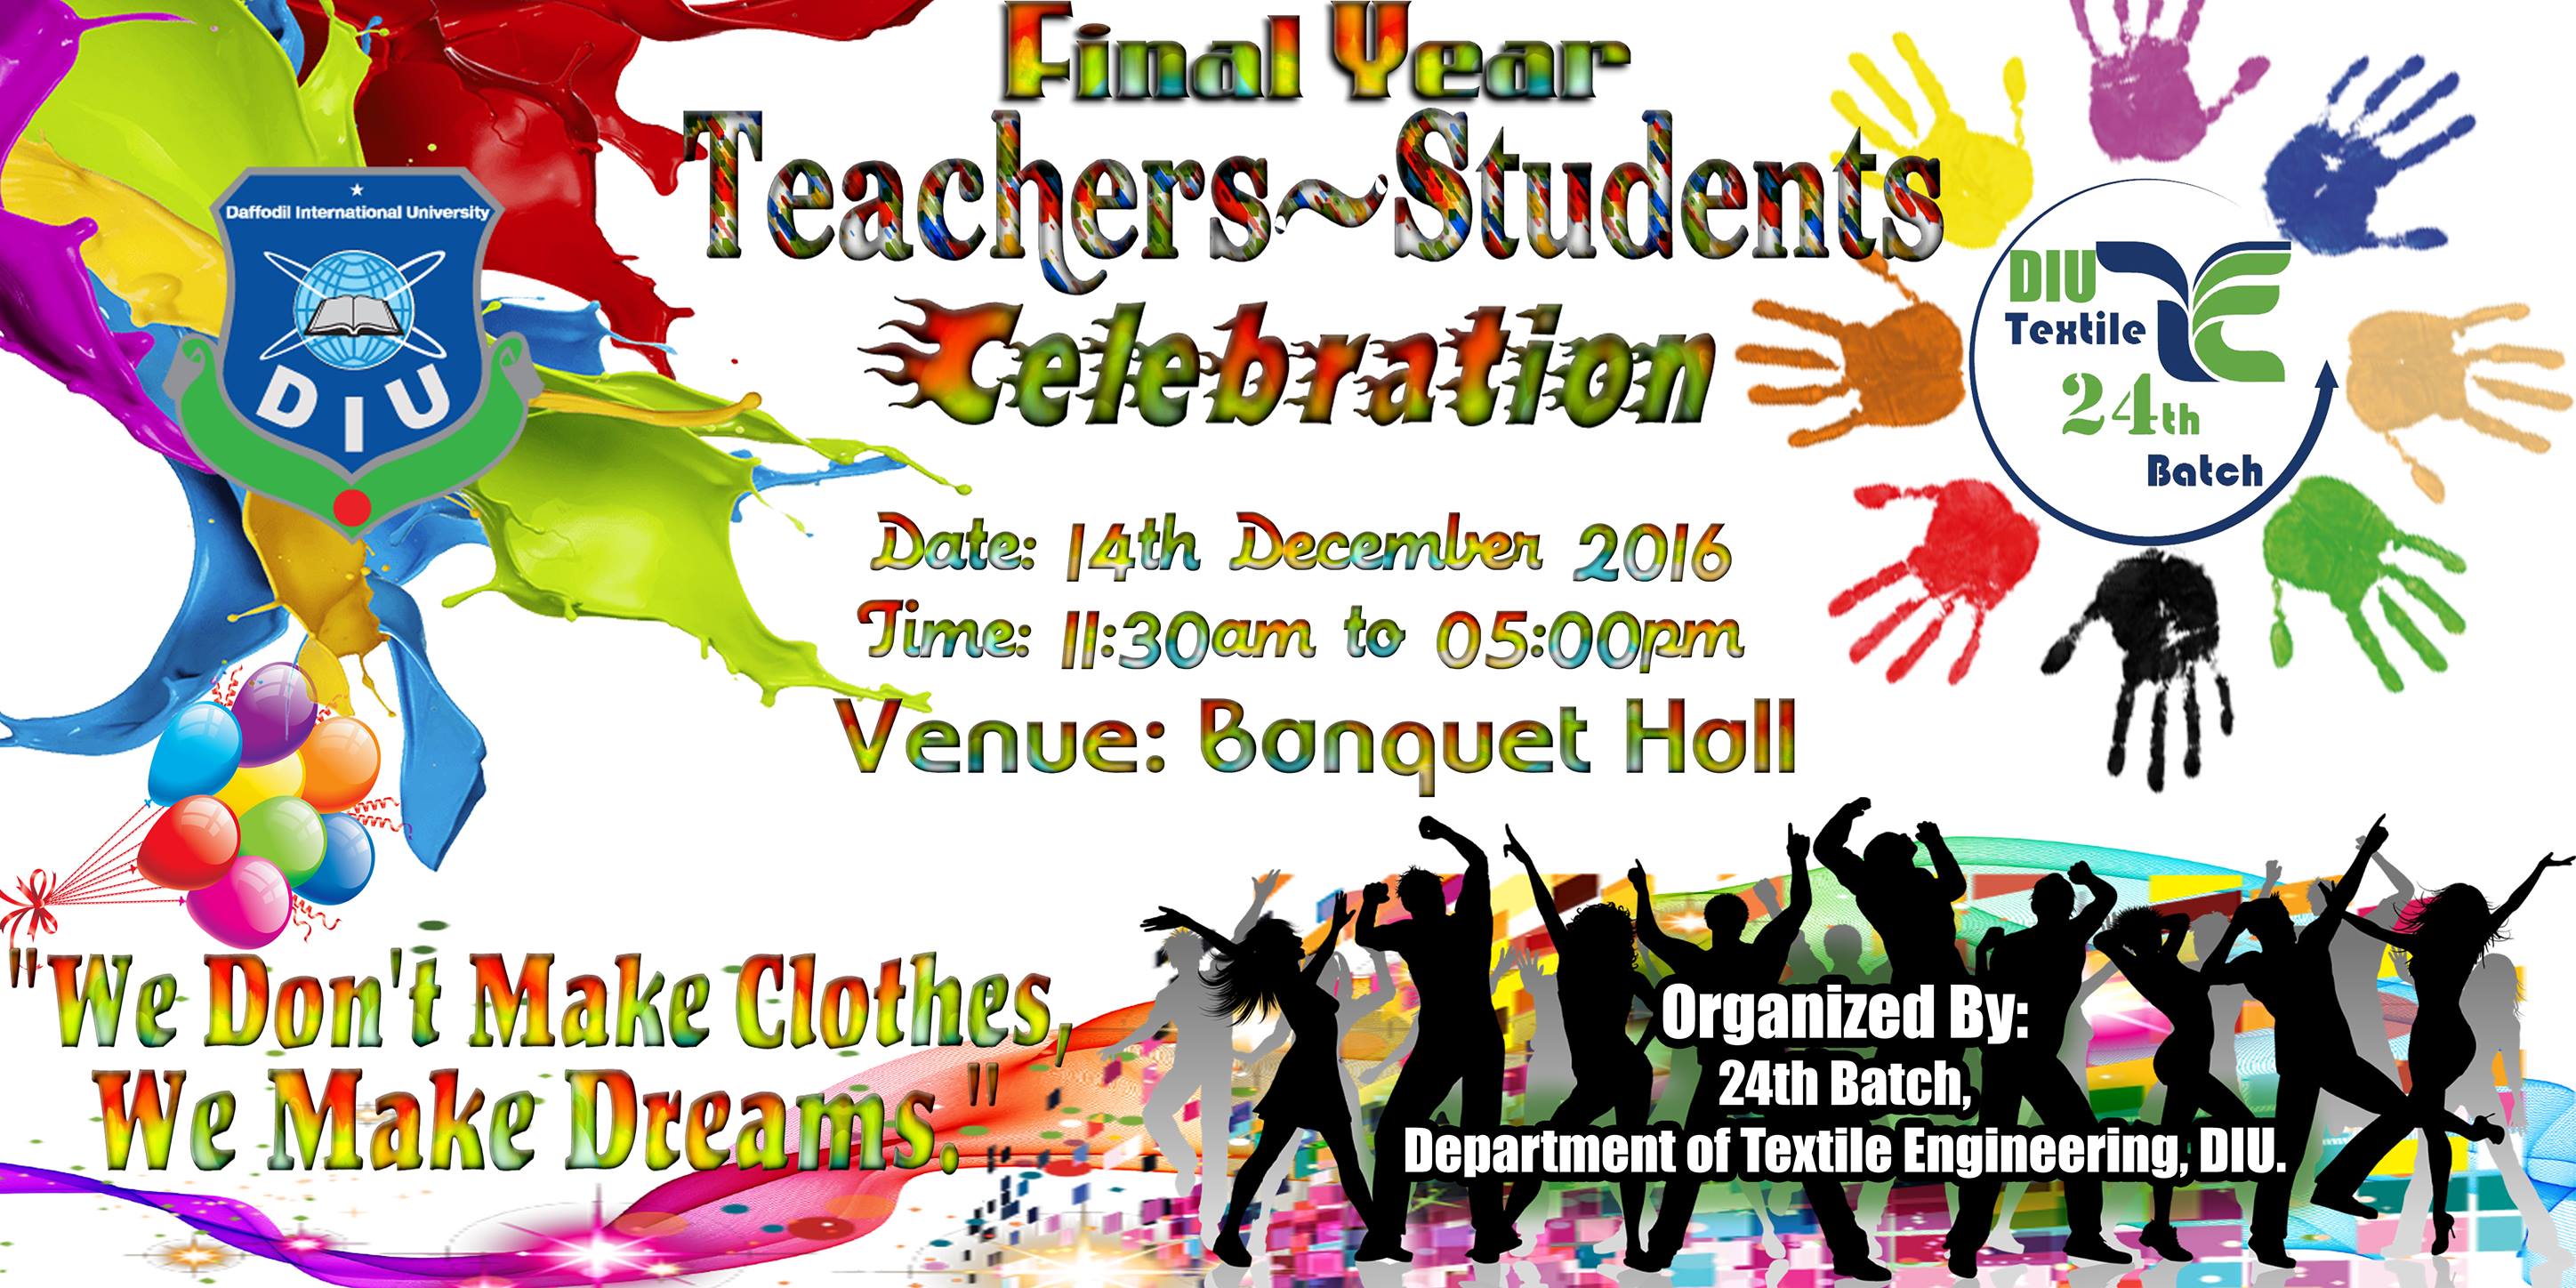 Final Year
Teachers~Students
Celebration
Daffodil International University
DIU
DIU
Textile
24th
Batch
Date: 14th December 2016
Time: 11:30am to 05:00pm
Venue: Banquet Hall
"We Don't Make Clothes,
We Make Dreams."
Organized By:
24th Batch,
Department of Textile Engineering, DIU.